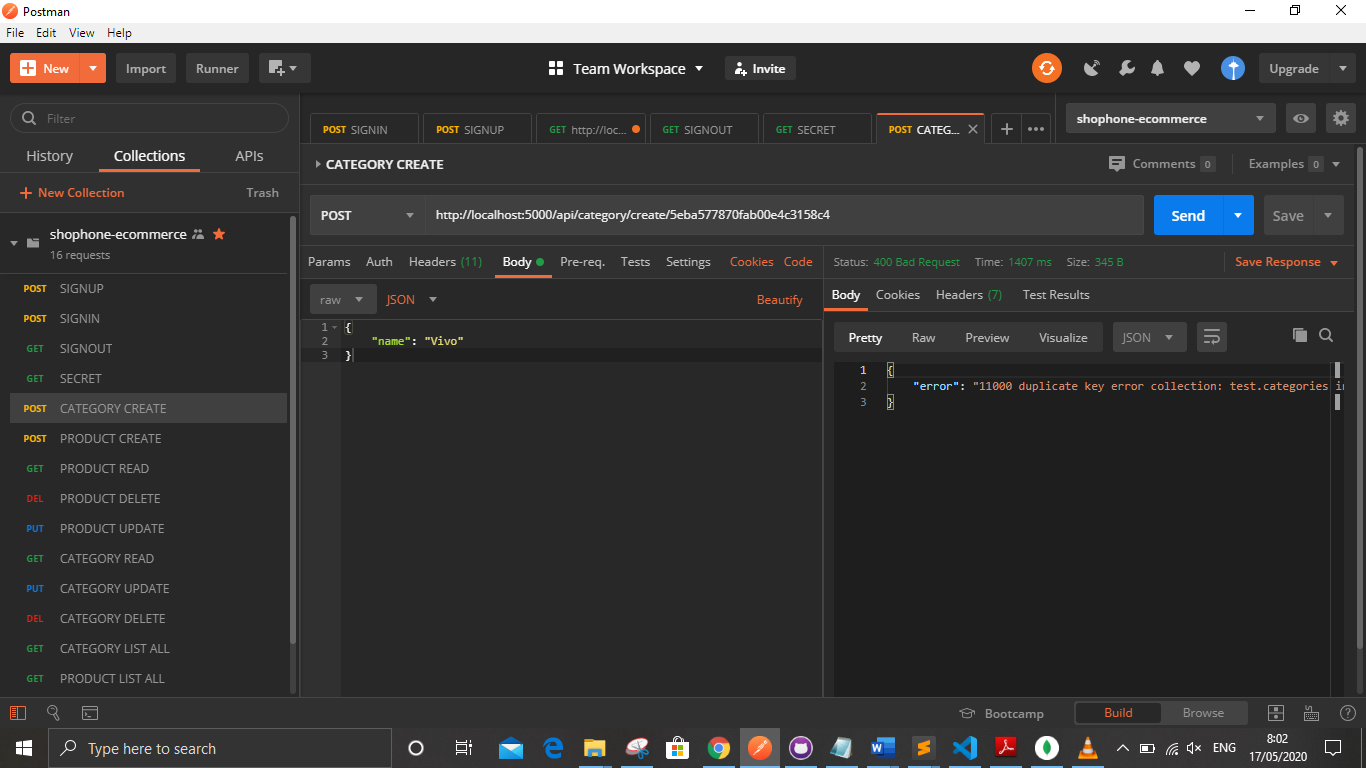 Postman
File Edit View Help
New Import Runner Team Workspace Invite Upgrade
Filter
History Collections APIs
New Collection Trash
shophone-ecommerce
16 requests
POST SIGNUP
POST SIGNIN
GET SIGNOUT
GET SECRET
POST CATEGORY CREATE
POST PRODUCT CREATE
GET PRODUCT READ
DEL PRODUCT DELETE
PUT PRODUCT UPDATE
GET CATEGORY READ
PUT CATEGORY UPDATE
DEL CATEGORY DELETE
GET CATEGORY LIST ALL
GET PRODUCT LIST ALL
POST SIGNIN POST SIGNUP GET http://loc... GET SIGNOUT GET SECRET POST CATEG... shophone-ecommerce
CATEGORY CREATE Comments 0 Examples 0
POST http://localhost:5000/api/category/create/5eba577870fab00e4c3158c4 Send Save
Params Auth Headers (11) Body Pre-req. Tests Settings Cookies Code
raw JSON Beautify
1 {
2 "name": "Vivo"
3 }
Status: 400 Bad Request Time: 1407 ms Size: 345 B Save Response
Body Cookies Headers (7) Test Results
Pretty Raw Preview Visualize JSON
1 {
2 "error": "11000 duplicate key error collection: test.categories in
3 }
Bootcamp Build Browse
Type here to search
ENG
8:02
17/05/2020